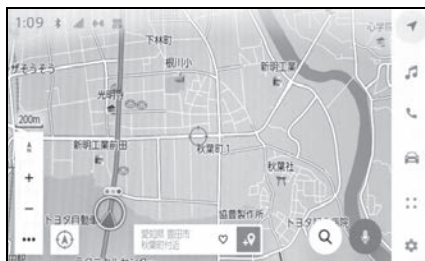 1:09
下林町
根川小
新明工業
光明寺
200m
新明工業前田
秋葉町1
秋葉社
N
トヨタ自動車
協豊製作所
愛知県 豊田市
秋葉町付近